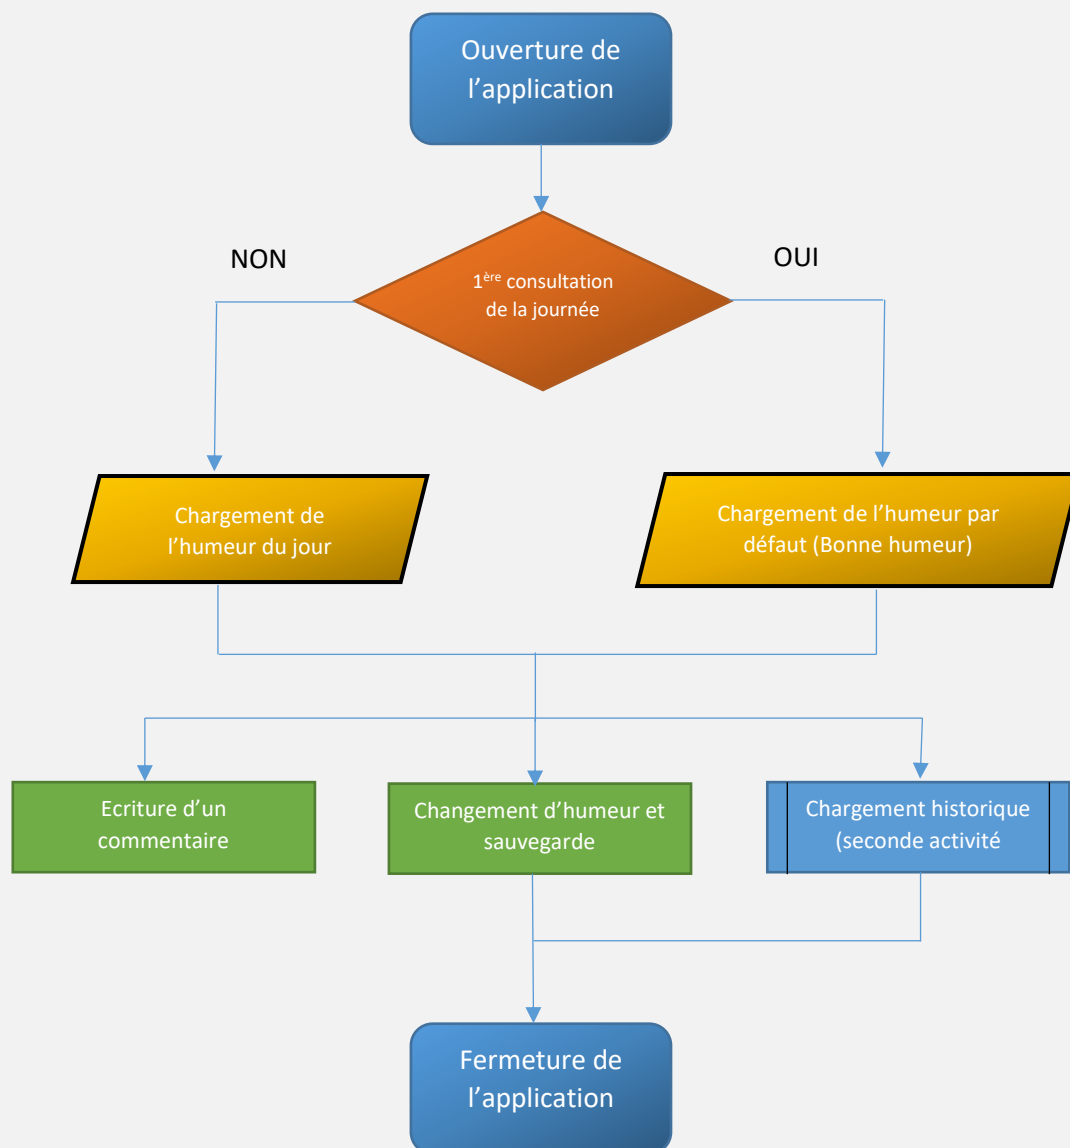 Ouverture de
l’application
NON
OUI
1ère consultation
de la journée
Chargement de
l’humeur du jour
Chargement de l’humeur par
défaut (Bonne humeur)
Ecriture d’un
commentaire
Changement d’humeur et
sauvegarde
Chargement historique
(seconde activité
Fermeture de
l’application